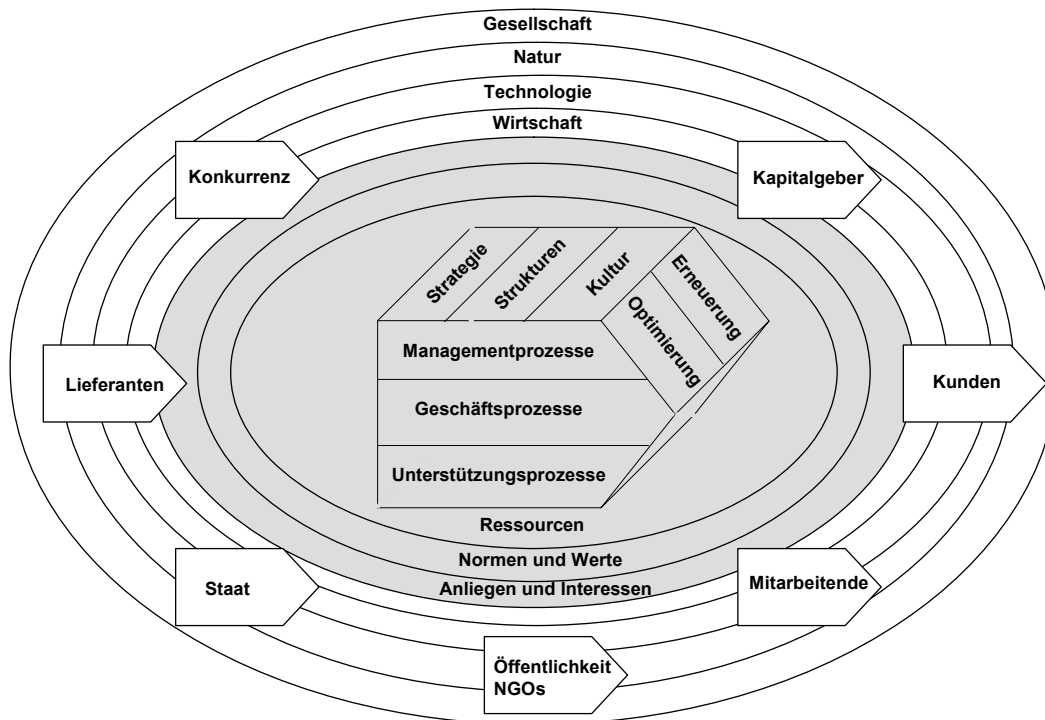 Gesellschaft
Natur
Technologie
Wirtschaft
Konkurrenz
Kapitalgeber
Strategie
Strukturen
Kultur
Erneuerung
Optimierung
Managementprozesse
Lieferanten
Kunden
Geschäftsprozesse
Unterstützungsprozesse
Ressourcen
Normen und Werte
Anliegen und Interessen
Staat
Mitarbeitende
Öffentlichkeit
NGOs